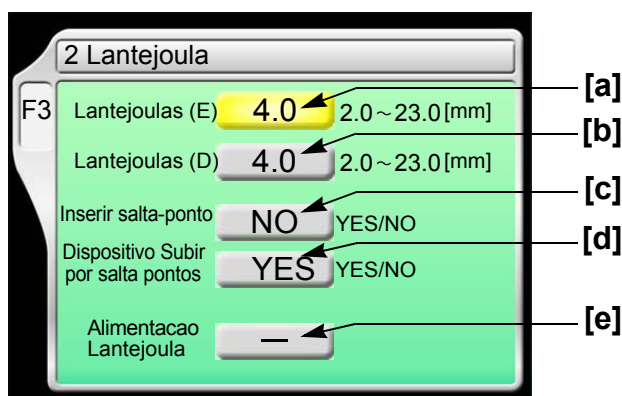 2 Lantejoula
F3
Lantejoulas (E) 4.0 2.0~23.0 [mm] [a]
Lantejoulas (D) 4.0 2.0~23.0 [mm] [b]
Inserir salta-ponto NO YES/NO [c]
Dispositivo Subir
por salta pontos YES YES/NO [d]
Alimentacao
Lantejoula — [e]